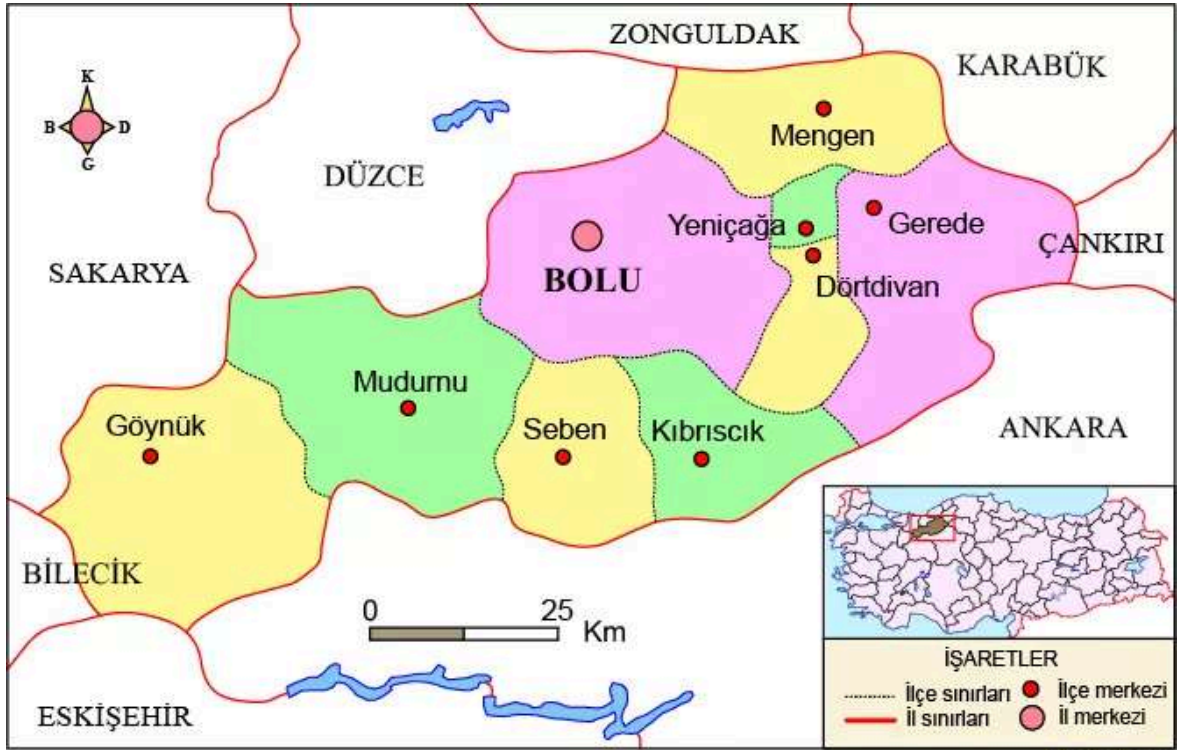 ZONGULDAK
KARABÜK
K
B D
G
Mengen
DÜZCE
Yeniçağa
Gerede
ÇANKIRI
SAKARYA
BOLU
Dörtdivan
Mudurnu
Göynük
Seben
Kıbrıscık
ANKARA
BİLECİK
0 25
Km
ESKİŞEHİR
İŞARETLER
İlçe sınırları
İlçe merkezi
İl sınırları
İl merkezi